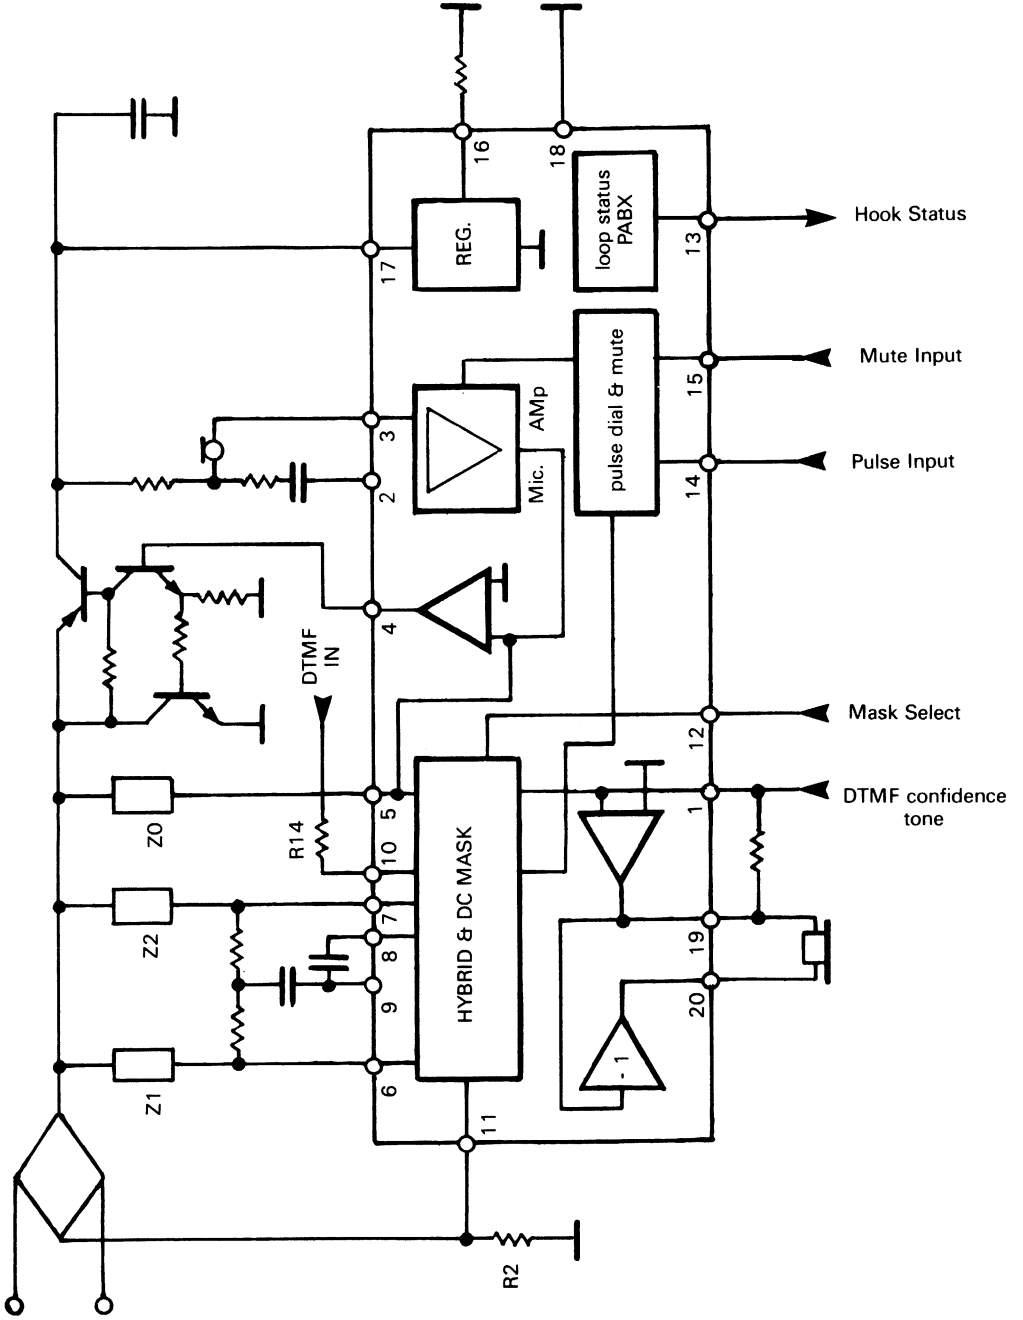 16
18
loop status
PABX
Hook Status
13
REG.
17
pulse dial & mute
Mute Input
15
3
AMp
Mic.
2
Pulse Input
14
4
DTMF
IN
Mask Select
12
5
1
DTMF confidence
tone
Z0
R14
10
HYBRID & DC MASK
7
Z2
8
19
9
20
- 1
6
Z1
11
R2